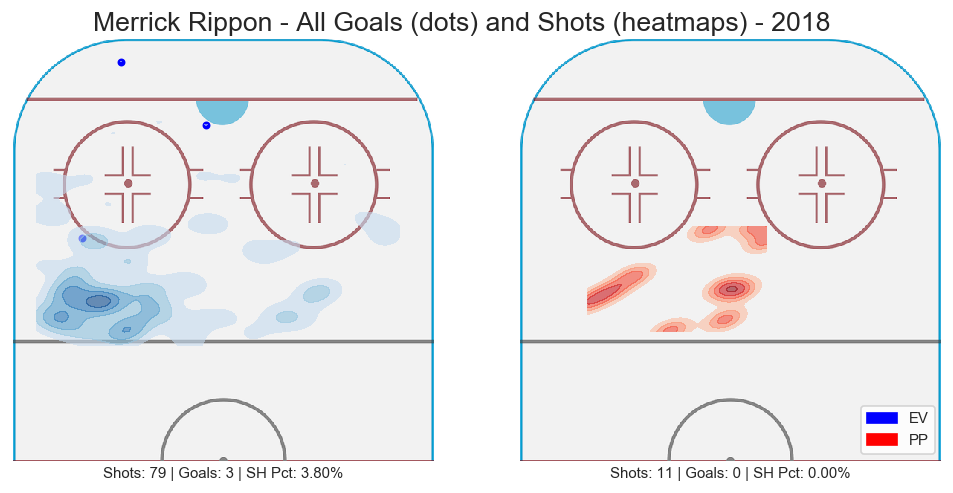 Merrick Rippon - All Goals (dots) and Shots (heatmaps) - 2018
EV
PP
Shots: 79 | Goals: 3 | SH Pct: 3.80%
Shots: 11 | Goals: 0 | SH Pct: 0.00%